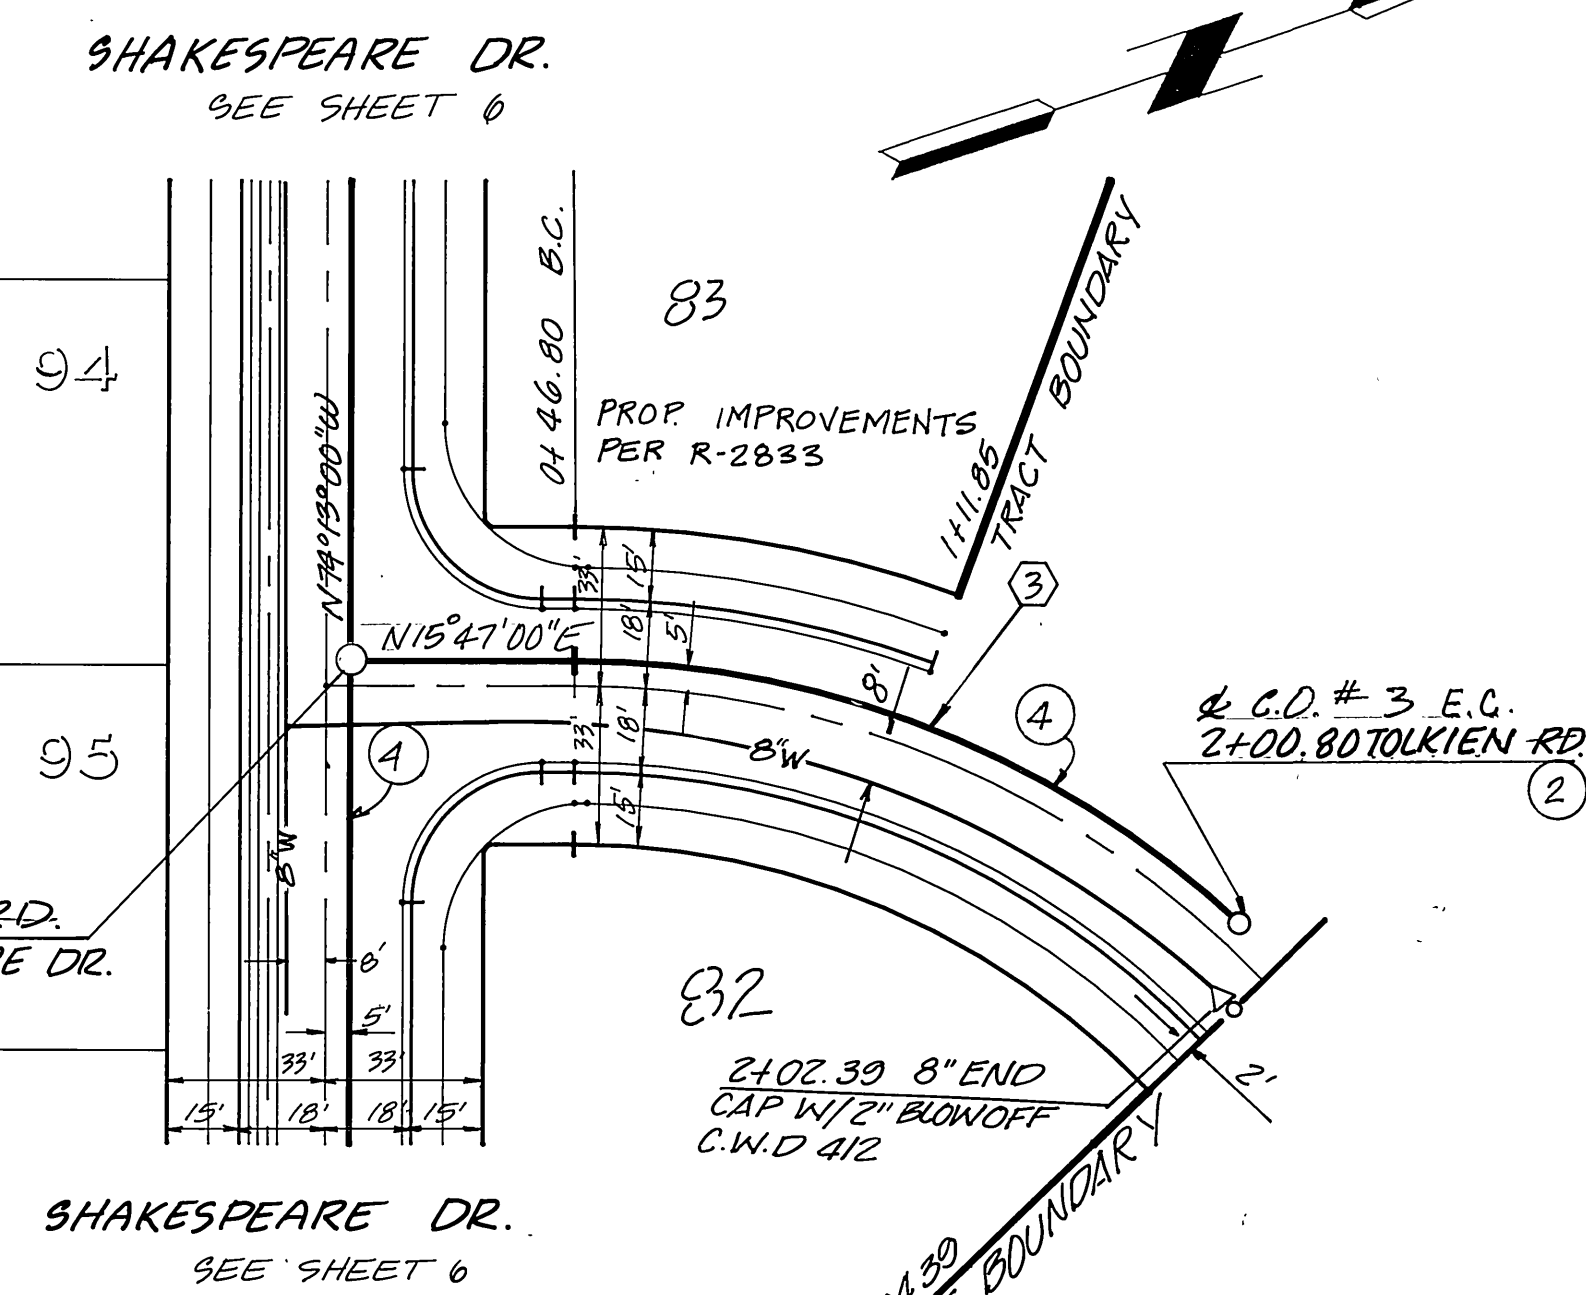 SHAKESPEARE DR.
SEE SHEET 6
94
95
N74°13'00"W
0+46.80 B.C.
83
PROP. IMPROVEMENTS
PER R-2833
1+11.85
TRACT BOUNDARY
3
N15°47'00"E
33'
15'
18'
5'
8'
33'
18'
15'
8"W
4
4
℄ C.O. # 3 E.C.
2+00.80 TOLKIEN RD.
2
8"W
RD.
DR.
8'
5'
33'
33'
15'
18'
18'
15'
82
2+02.39 8" END
CAP W/2" BLOWOFF
C.W.D 412
2'
39
BOUNDARY
SHAKESPEARE DR.
SEE SHEET 6